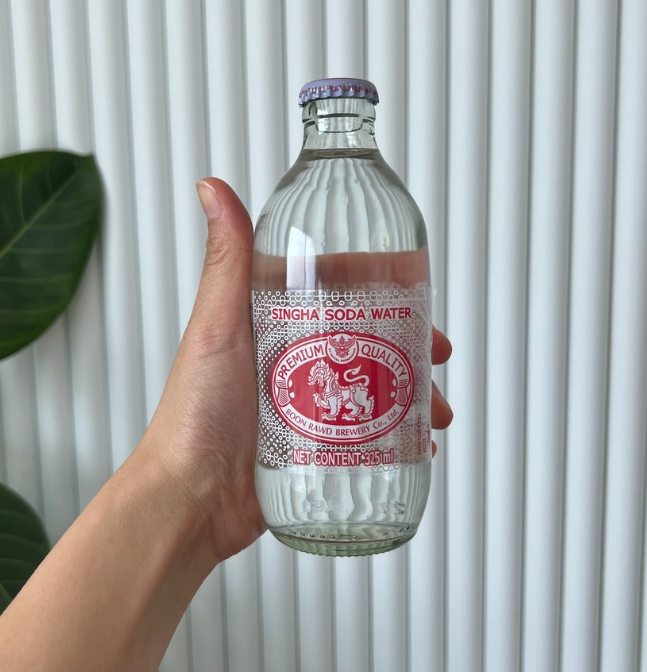 SINGHA SODA WATER
PREMIUM QUALITY
BOON RAWD BREWERY Co., Ltd.
NET CONTENT 325 ml